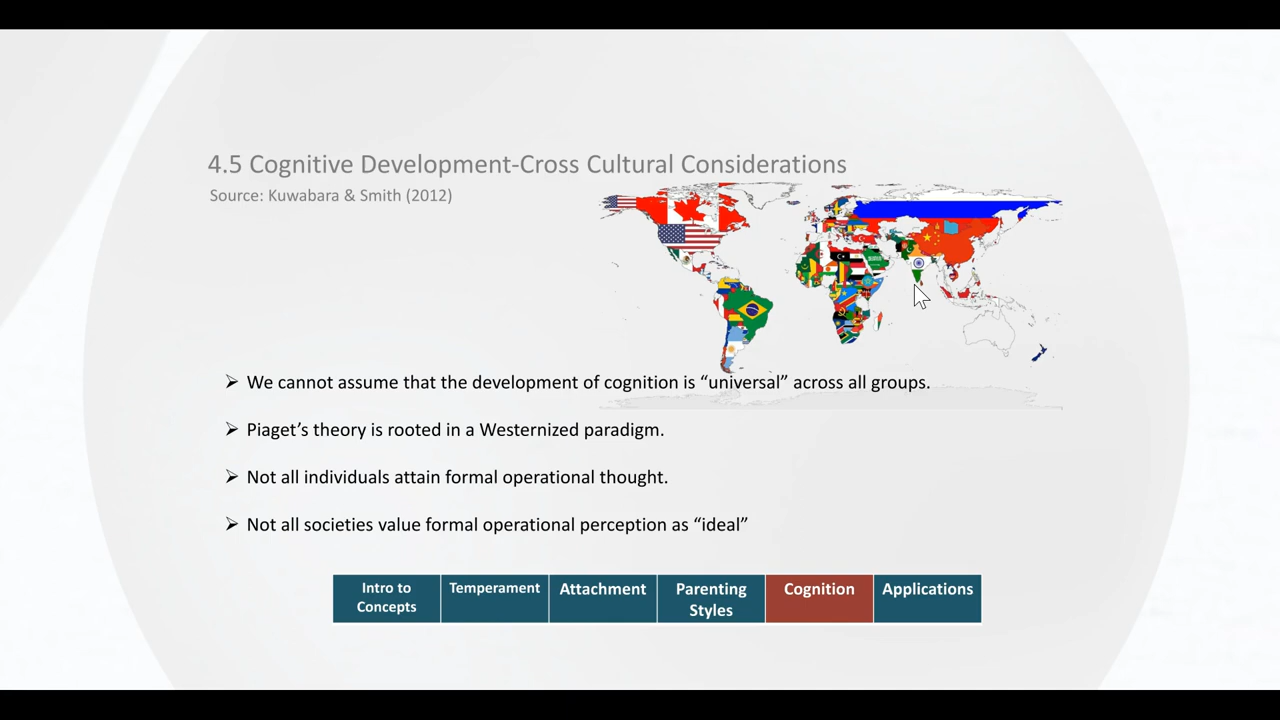 4.5 Cognitive Development-Cross Cultural Considerations
Source: Kuwabara & Smith (2012)
➢ We cannot assume that the development of cognition is “universal” across all groups.
➢ Piaget’s theory is rooted in a Westernized paradigm.
➢ Not all individuals attain formal operational thought.
➢ Not all societies value formal operational perception as “ideal”
Intro to
Concepts
Temperament
Attachment
Parenting
Styles
Cognition
Applications